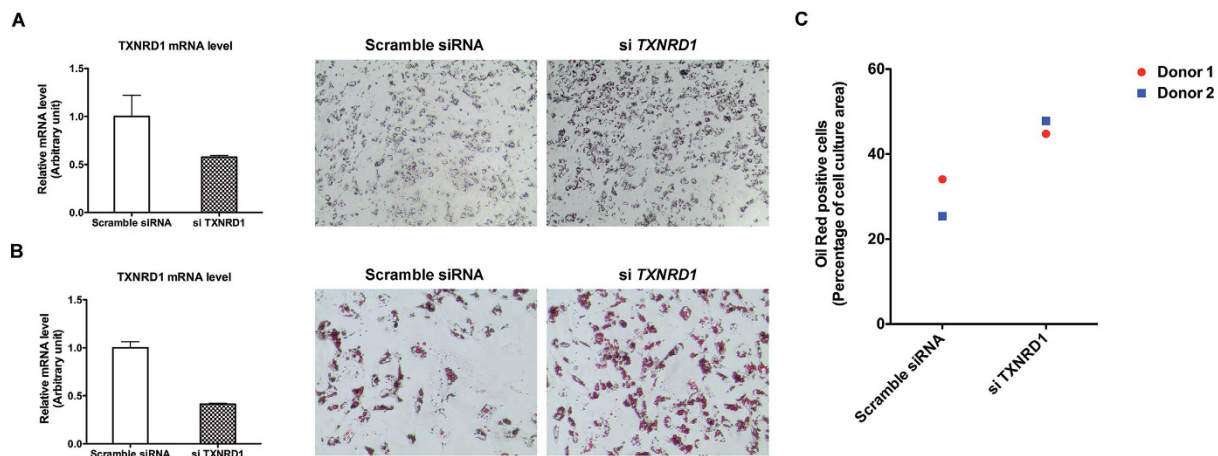 A
TXNRD1 mRNA level
Relative mRNA level
(Arbitrary unit)
1.5
1.0
0.5
0.0
Scramble siRNA
si TXNRD1
Scramble siRNA
si TXNRD1
B
TXNRD1 mRNA level
Relative mRNA level
(Arbitrary unit)
1.5
1.0
0.5
0.0
Scramble siRNA
si TXNRD1
Scramble siRNA
si TXNRD1
C
Oil Red positive cells
(Percentage of cell culture area)
60
40
20
0
Scramble siRNA
si TXNRD1
Donor 1
Donor 2